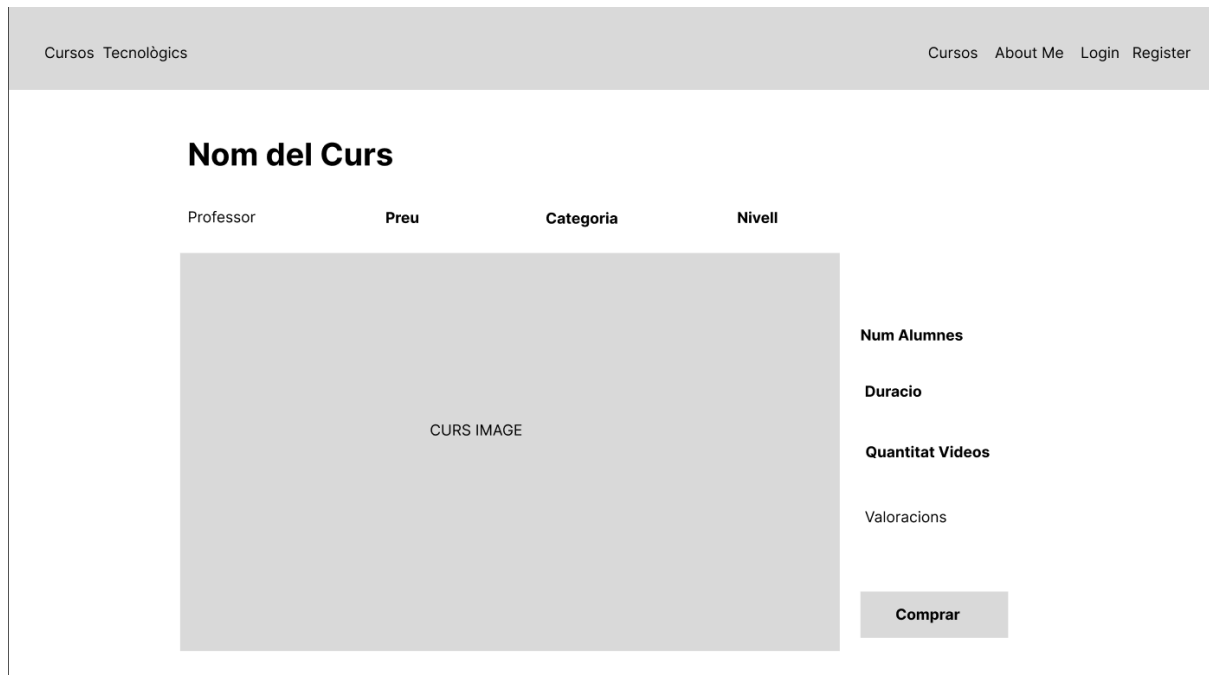 Cursos Tecnològics
Cursos About Me Login Register
Nom del Curs
Professor Preu Categoria Nivell
CURS IMAGE
Num Alumnes
Duracio
Quantitat Videos
Valoracions
Comprar